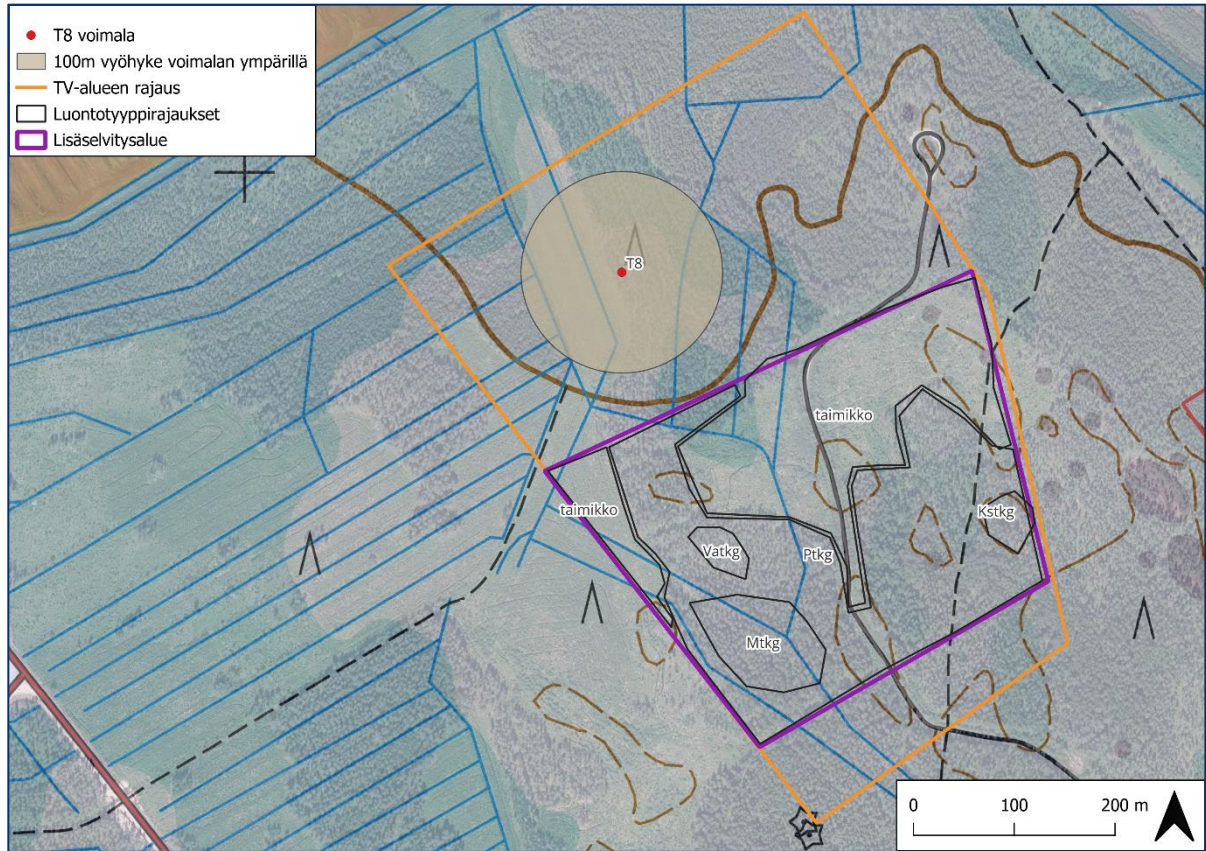 T8 voimala
100m vyöhyke voimalan ympärillä
TV-alueen rajaus
Luontotyyppirajaukset
Lisäselvitysalue
T8
taimikko
taimikko
Kstkg
Vatkg
Ptkg
Mtkg
0 100 200 m